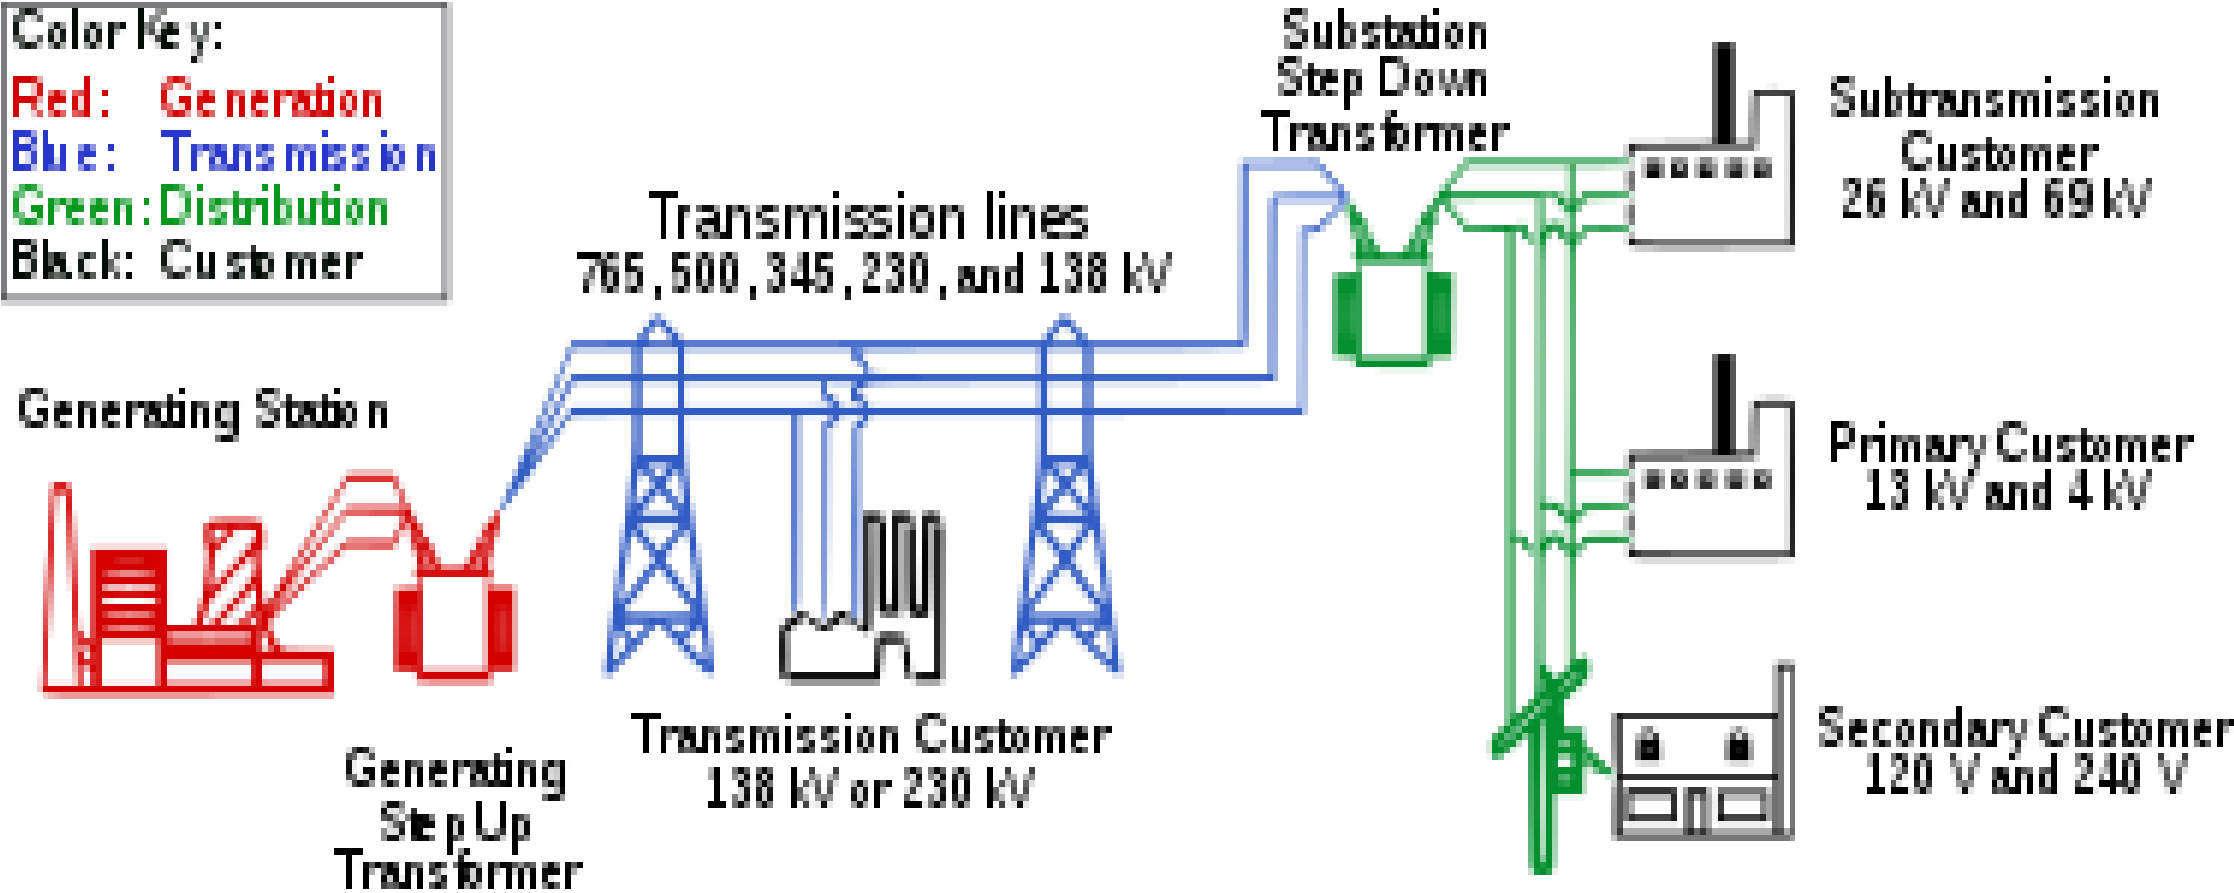 Color Key:
Red: Generation
Blue: Transmission
Green: Distribution
Black: Customer
Generating Station
Generating
Step Up
Transformer
Transmission lines
765, 500, 345, 230, and 138 kV
Transmission Customer
138 kV or 230 kV
Substation
Step Down
Transformer
Subtransmission
Customer
26 kV and 69 kV
Primary Customer
13 kV and 4 kV
Secondary Customer
120 V and 240 V